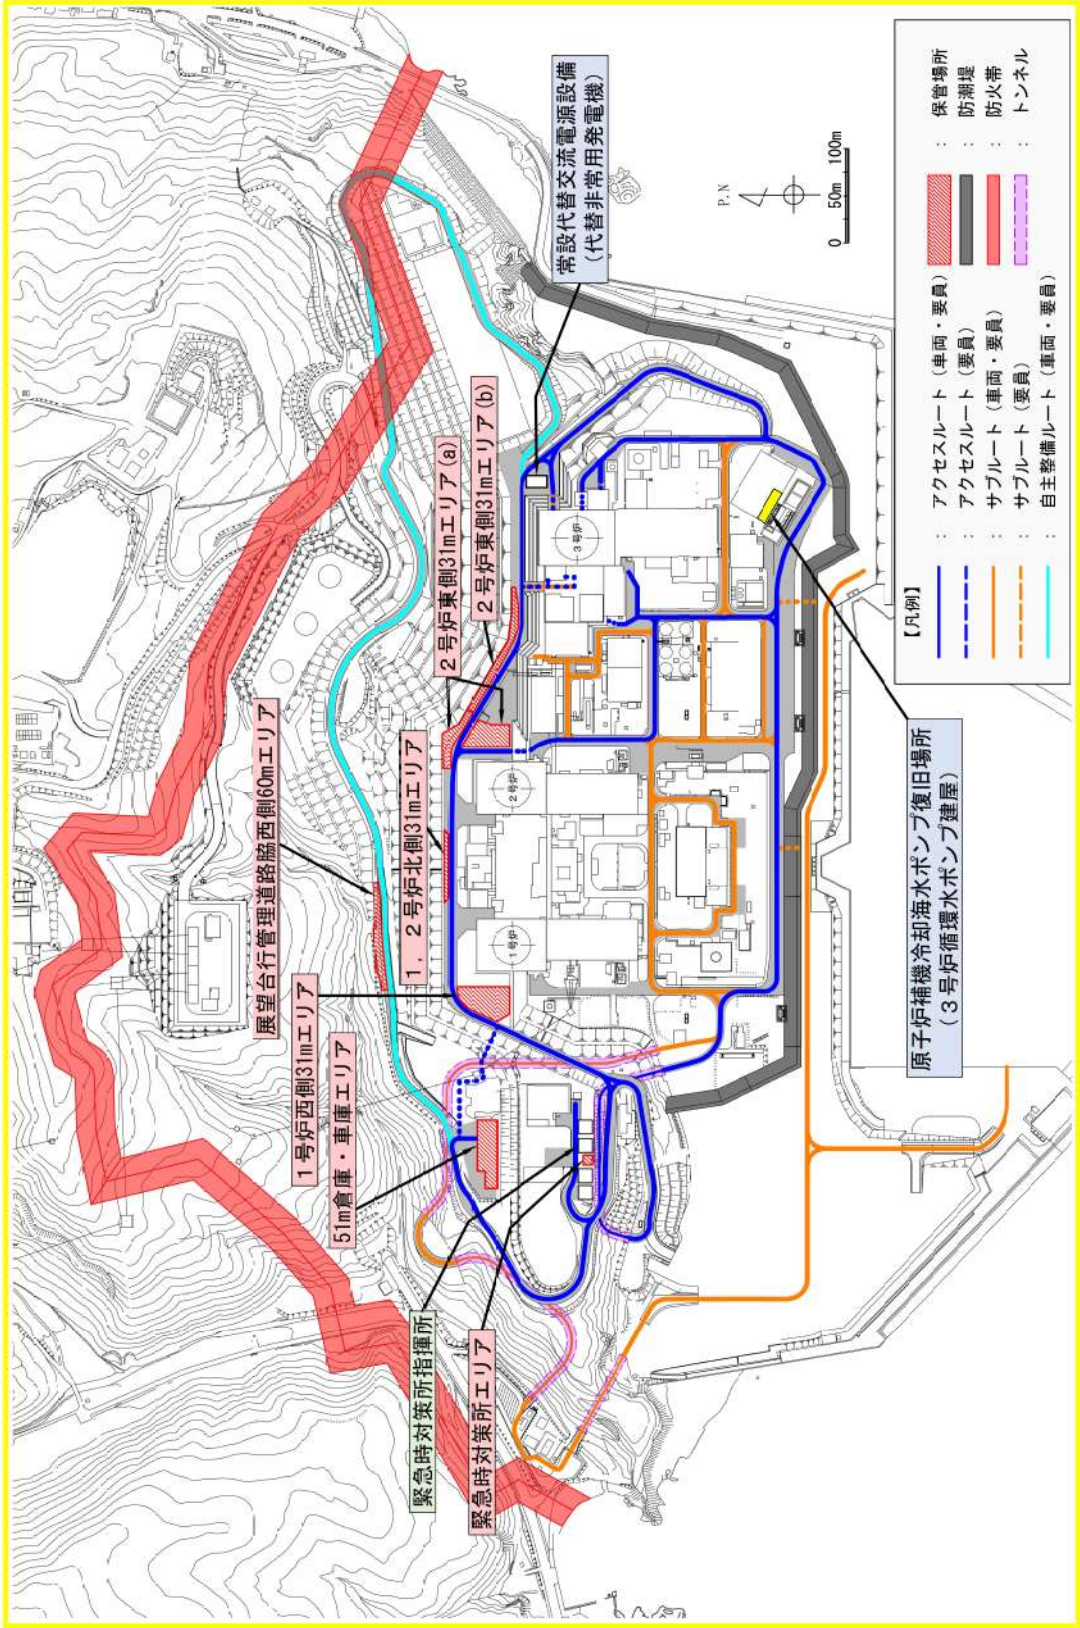 展望台行管理道路脇西側60mエリア
1号炉西側31mエリア
51m倉庫・車庫エリア
1，2号炉北側31mエリア
2号炉東側31mエリア(a)
2号炉東側31mエリア(b)
緊急時対策所指揮所
緊急時対策所エリア
常設代替交流電源設備
(代替非常用発電機)
1号炉
2号炉
3号炉
原子炉補機冷却海水ポンプ復旧場所
(3号炉循環水ポンプ建屋)
P.N
0 50m 100m
【凡例】
: アクセスルート (車両・要員)
: アクセスルート (要員)
: サブルート (車両・要員)
: サブルート (要員)
: 自主整備ルート (車両・要員)
: 保管場所
: 防潮堤
: 防火帯
: トンネル